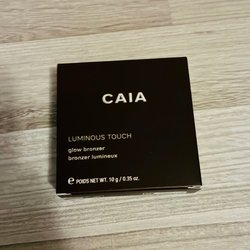 CAIA
LUMINOUS TOUCH
glow bronzer
bronzer lumineux
℮ POIDS NET WT. 10 g / 0.35 oz.